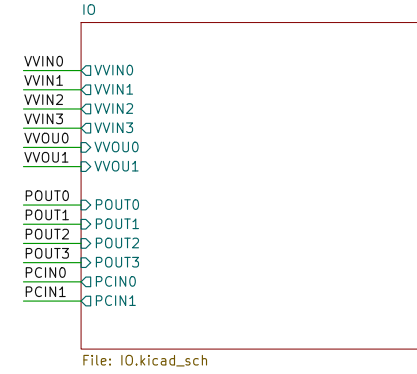 IO
VVIN0 VVIN0
VVIN1 VVIN1
VVIN2 VVIN2
VVIN3 VVIN3
VVOU0 VVOU0
VVOU1 VVOU1
POUT0 POUT0
POUT1 POUT1
POUT2 POUT2
POUT3 POUT3
PCIN0 PCIN0
PCIN1 PCIN1
File: IO.kicad_sch